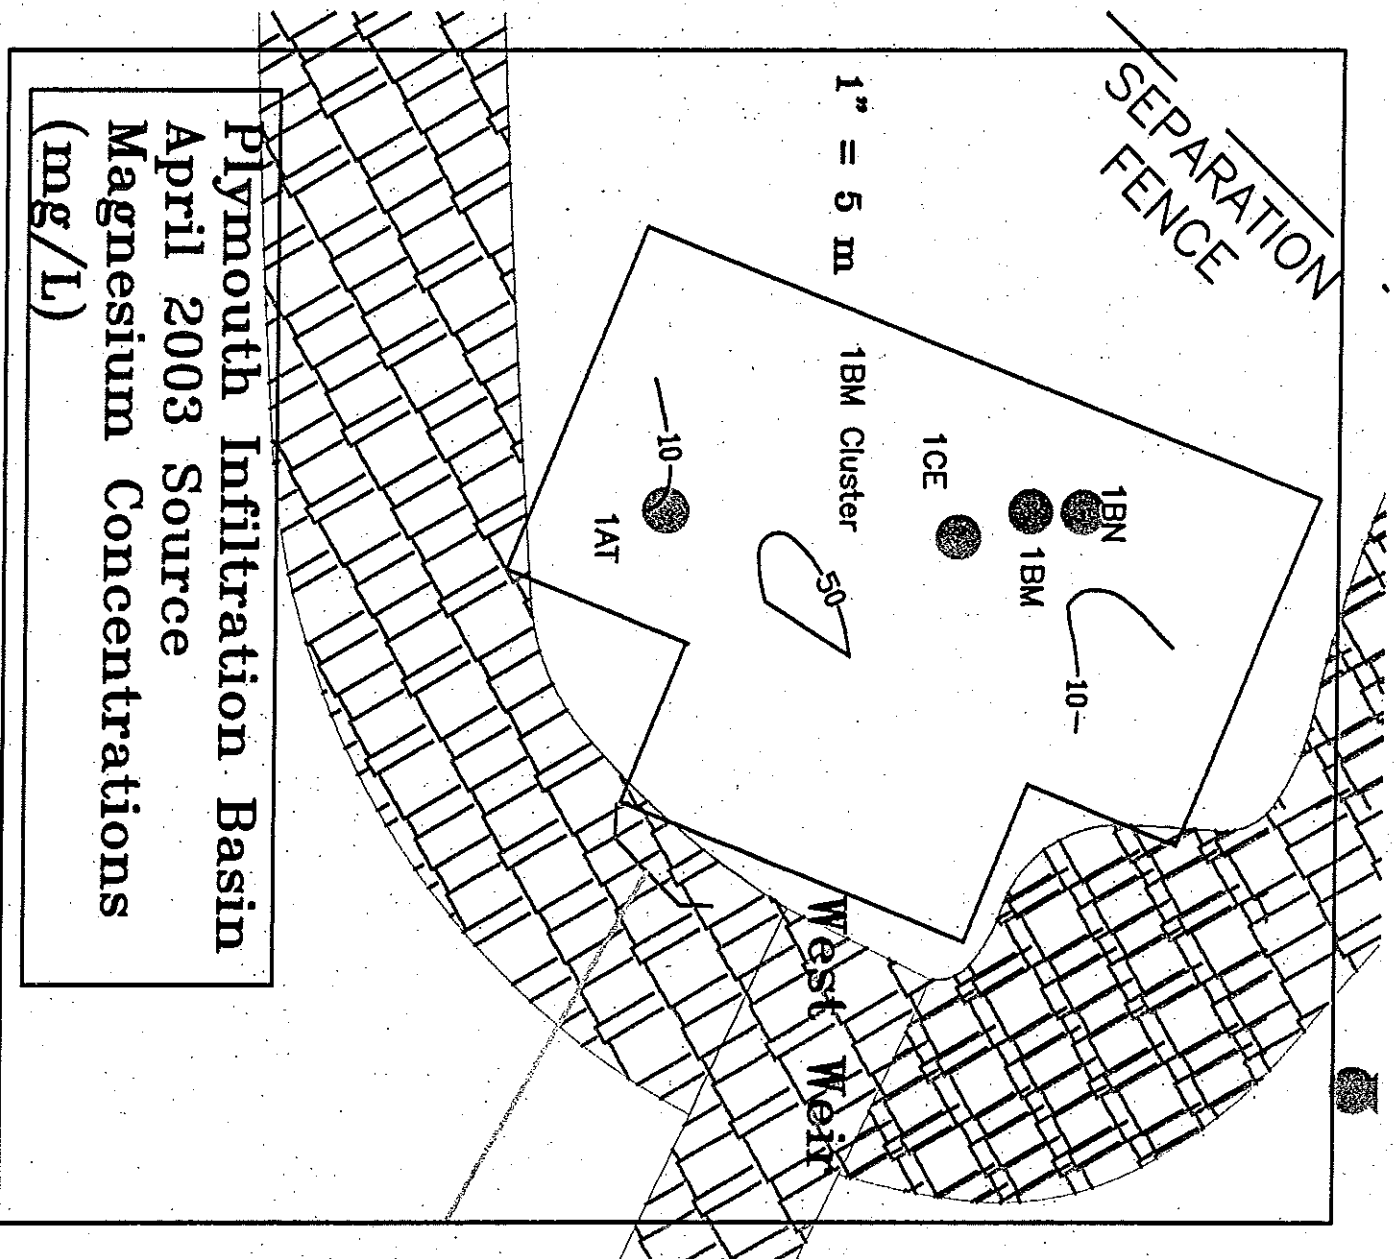 SEPARATION
FENCE
1" = 5 m
1BN
1BM
1CE
1BM Cluster
10
50
10
1AT
West Weir
Plymouth Infiltration Basin
April 2003 Source
Magnesium Concentrations
(mg/L)